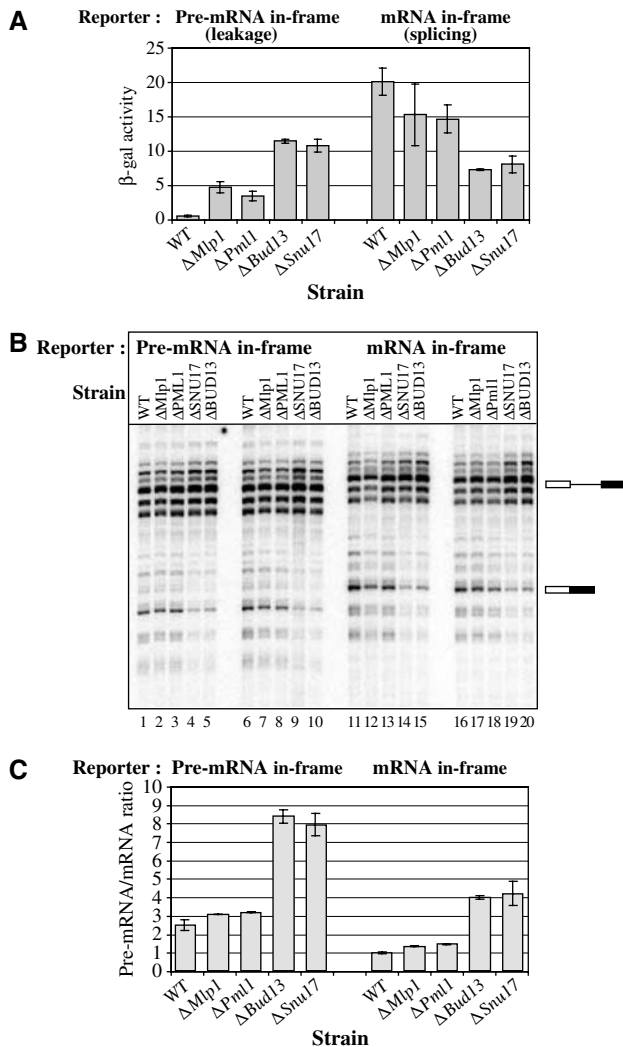 A
Reporter : Pre-mRNA in-frame mRNA in-frame
(leakage) (splicing)
β-gal activity
25
20
15
10
5
0
WT ΔMlp1 ΔPml1 ΔBud13 ΔSnu17 WT ΔMlp1 ΔPml1 ΔBud13 ΔSnu17
Strain
B
Reporter : Pre-mRNA in-frame mRNA in-frame
Strain
WT ΔMlp1 ΔPML1 ΔSNU17 ΔBUD13 WT ΔMlp1 ΔPML1 ΔSNU17 ΔBUD13 WT ΔMlp1 ΔPML1 ΔSNU17 ΔBUD13 WT ΔMlp1 ΔPml1 ΔSNU17 ΔBUD13
1 2 3 4 5 6 7 8 9 10 11 12 13 14 15 16 17 18 19 20
C
Reporter : Pre-mRNA in-frame mRNA in-frame
Pre-mRNA/mRNA ratio
10
9
8
7
6
5
4
3
2
1
0
WT ΔMlp1 ΔPml1 ΔBud13 ΔSnu17 WT ΔMlp1 ΔPml1 ΔBud13 ΔSnu17
Strain